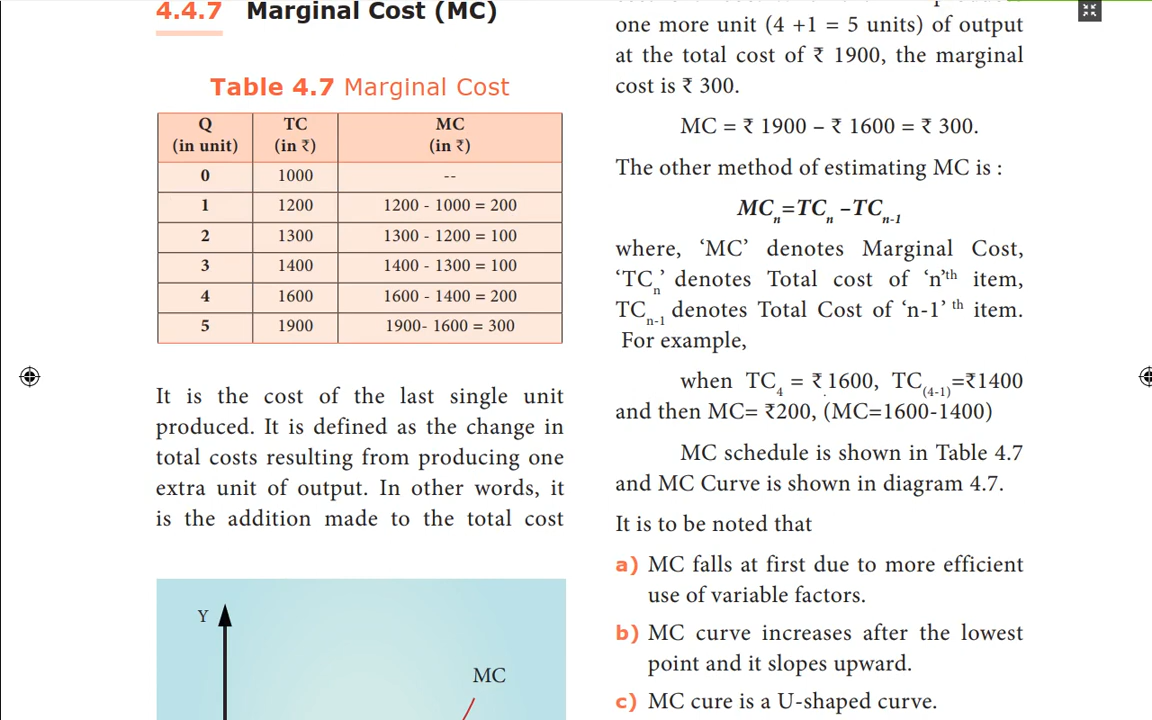 4.4.7 Marginal Cost (MC)
Table 4.7 Marginal Cost
Q (in unit) TC (in ₹) MC (in ₹)
0 1000 --
1 1200 1200 - 1000 = 200
2 1300 1300 - 1200 = 100
3 1400 1400 - 1300 = 100
4 1600 1600 - 1400 = 200
5 1900 1900- 1600 = 300
It is the cost of the last single unit
produced. It is defined as the change in
total costs resulting from producing one
extra unit of output. In other words, it
is the addition made to the total cost
Y
MC
one more unit (4 +1 = 5 units) of output
at the total cost of ₹ 1900, the marginal
cost is ₹ 300.
MC = ₹ 1900 – ₹ 1600 = ₹ 300.
The other method of estimating MC is :
MCn=TCn –TCn-1
where, ‘MC’ denotes Marginal Cost,
‘TCn’ denotes Total cost of ‘n’th item,
TCn-1 denotes Total Cost of ‘n-1’ th item.
For example,
when TC4 = ₹ 1600, TC(4-1)=₹1400
and then MC= ₹200, (MC=1600-1400)
MC schedule is shown in Table 4.7
and MC Curve is shown in diagram 4.7.
It is to be noted that
a) MC falls at first due to more efficient
use of variable factors.
b) MC curve increases after the lowest
point and it slopes upward.
c) MC cure is a U-shaped curve.